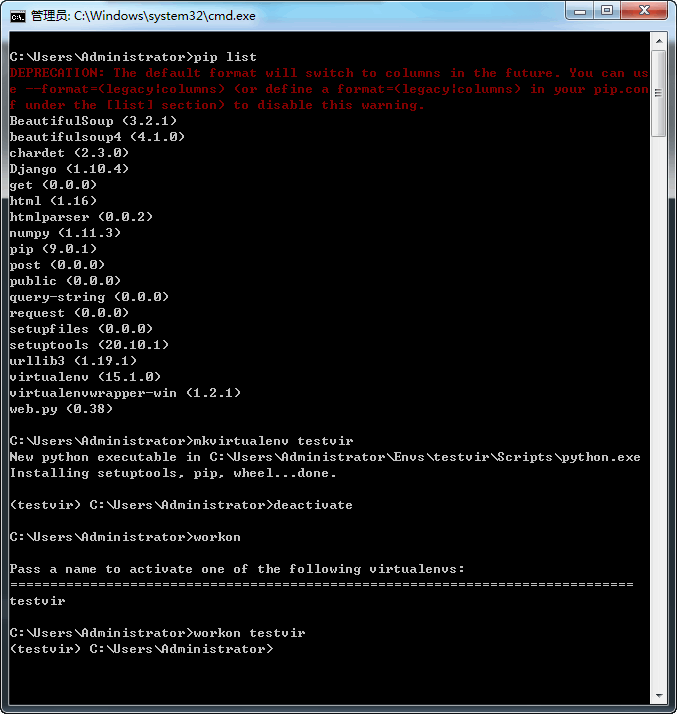 管理员: C:\Windows\system32\cmd.exe
C:\Users\Administrator>pip list
DEPRECATION: The default format will switch to columns in the future. You can us
e --format=(legacy|columns) (or define a format=(legacy|columns) in your pip.con
f under the [list] section) to disable this warning.
BeautifulSoup (3.2.1)
beautifulsoup4 (4.1.0)
chardet (2.3.0)
Django (1.10.4)
get (0.0.0)
html (1.16)
htmlparser (0.0.2)
numpy (1.11.3)
pip (9.0.1)
post (0.0.0)
public (0.0.0)
query-string (0.0.0)
request (0.0.0)
setupfiles (0.0.0)
setuptools (20.10.1)
urllib3 (1.19.1)
virtualenv (15.1.0)
virtualenvwrapper-win (1.2.1)
web.py (0.38)
C:\Users\Administrator>mkvirtualenv testvir
New python executable in C:\Users\Administrator\Envs\testvir\Scripts\python.exe
Installing setuptools, pip, wheel...done.
(testvir) C:\Users\Administrator>deactivate
C:\Users\Administrator>workon
Pass a name to activate one of the following virtualenvs:
==============================================================================
testvir
C:\Users\Administrator>workon testvir
(testvir) C:\Users\Administrator>